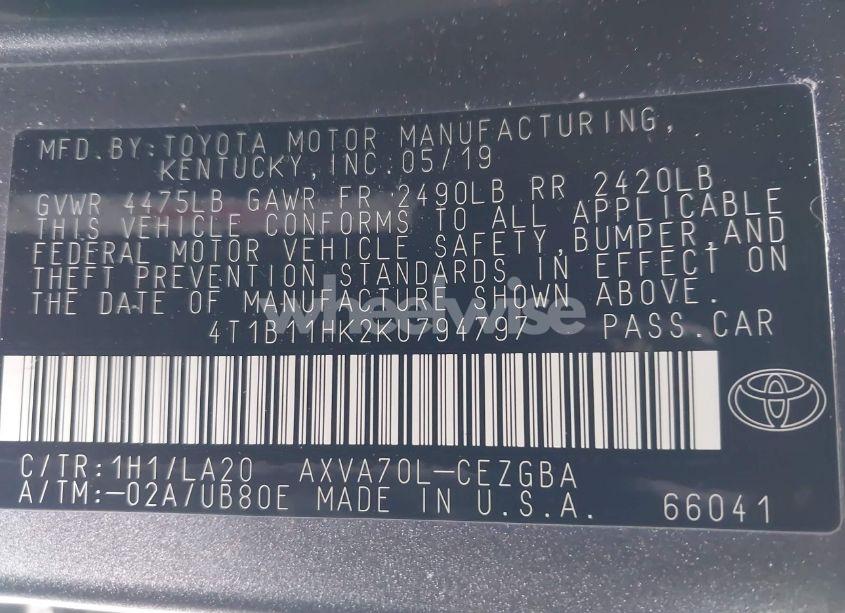 MFD.BY:TOYOTA MOTOR MANUFACTURING,
KENTUCKY,INC.05/19
GVWR 4475LB GAWR FR 2490LB RR 2420LB
THIS VEHICLE CONFORMS TO ALL APPLICABLE
FEDERAL MOTOR VEHICLE SAFETY,BUMPER,AND
THEFT PREVENTION STANDARDS IN EFFECT ON
THE DATE OF MANUFACTURE SHOWN ABOVE.
wheelwise
4T1B11HK2KU794797 PASS.CAR
C/TR:1H1/LA20 AXVA70L-CEZGBA
A/TM:-02A/UB80E MADE IN U.S.A. 66041